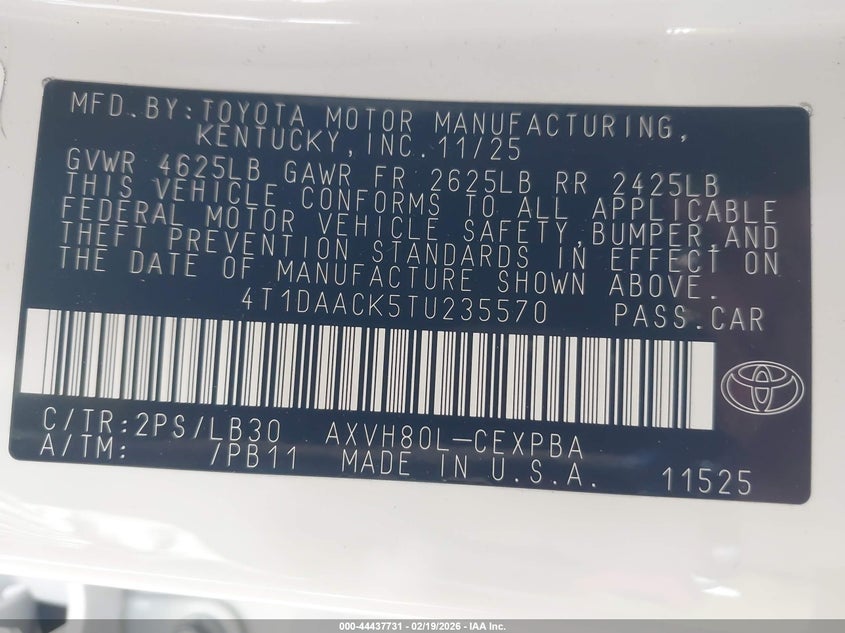 MFD.BY:TOYOTA MOTOR MANUFACTURING,
KENTUCKY,INC.11/25
GVWR 4625LB GAWR FR 2625LB RR 2425LB
THIS VEHICLE CONFORMS TO ALL APPLICABLE
FEDERAL MOTOR VEHICLE SAFETY,BUMPER,AND
THEFT PREVENTION STANDARDS IN EFFECT ON
THE DATE OF MANUFACTURE SHOWN ABOVE.
4T1DAACK5TU235570 PASS.CAR
C/TR:2PS/LB30 AXVH80L-CEXPBA
A/TM: /PB11 MADE IN U.S.A. 11525
000-44437731 - 02/19/2026 - IAA Inc.